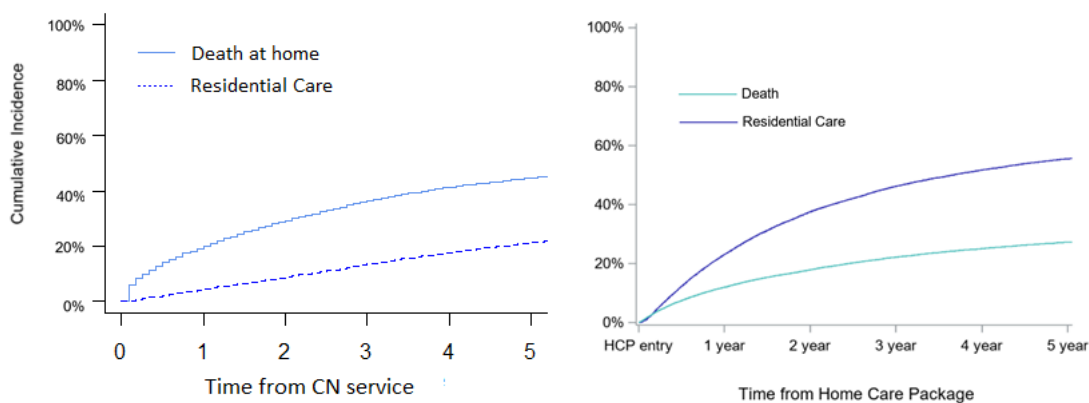 100%
80%
60%
40%
20%
0%
Cumulative Incidence
Death at home
Residential Care
0 1 2 3 4 5
Time from CN service
100%
80%
60%
40%
20%
0%
Death
Residential Care
HCP entry 1 year 2 year 3 year 4 year 5 year
Time from Home Care Package